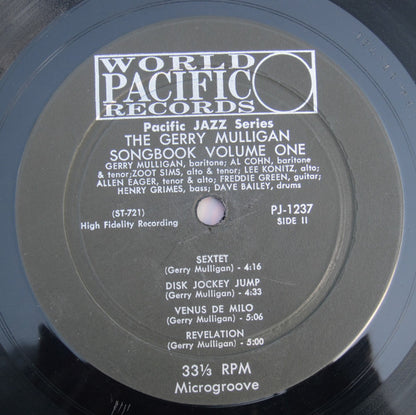 WORLD
PACIFIC
RECORDS
Pacific JAZZ Series
THE GERRY MULLIGAN
SONGBOOK VOLUME ONE
GERRY MULLIGAN, baritone; AL COHN, baritone
& tenor; ZOOT SIMS, alto & tenor; LEE KONITZ, alto;
ALLEN EAGER, tenor & alto; FREDDIE GREEN, guitar;
HENRY GRIMES, bass; DAVE BAILEY, drums
(ST-721)
High Fidelity Recording
PJ-1237
SIDE II
SEXTET
(Gerry Mulligan) - 4:16
DISK JOCKEY JUMP
(Gerry Mulligan) - 4:33
VENUS DE MILO
(Gerry Mulligan) - 5:06
REVELATION
(Gerry Mulligan) - 5:00
33⅓ RPM
Microgroove